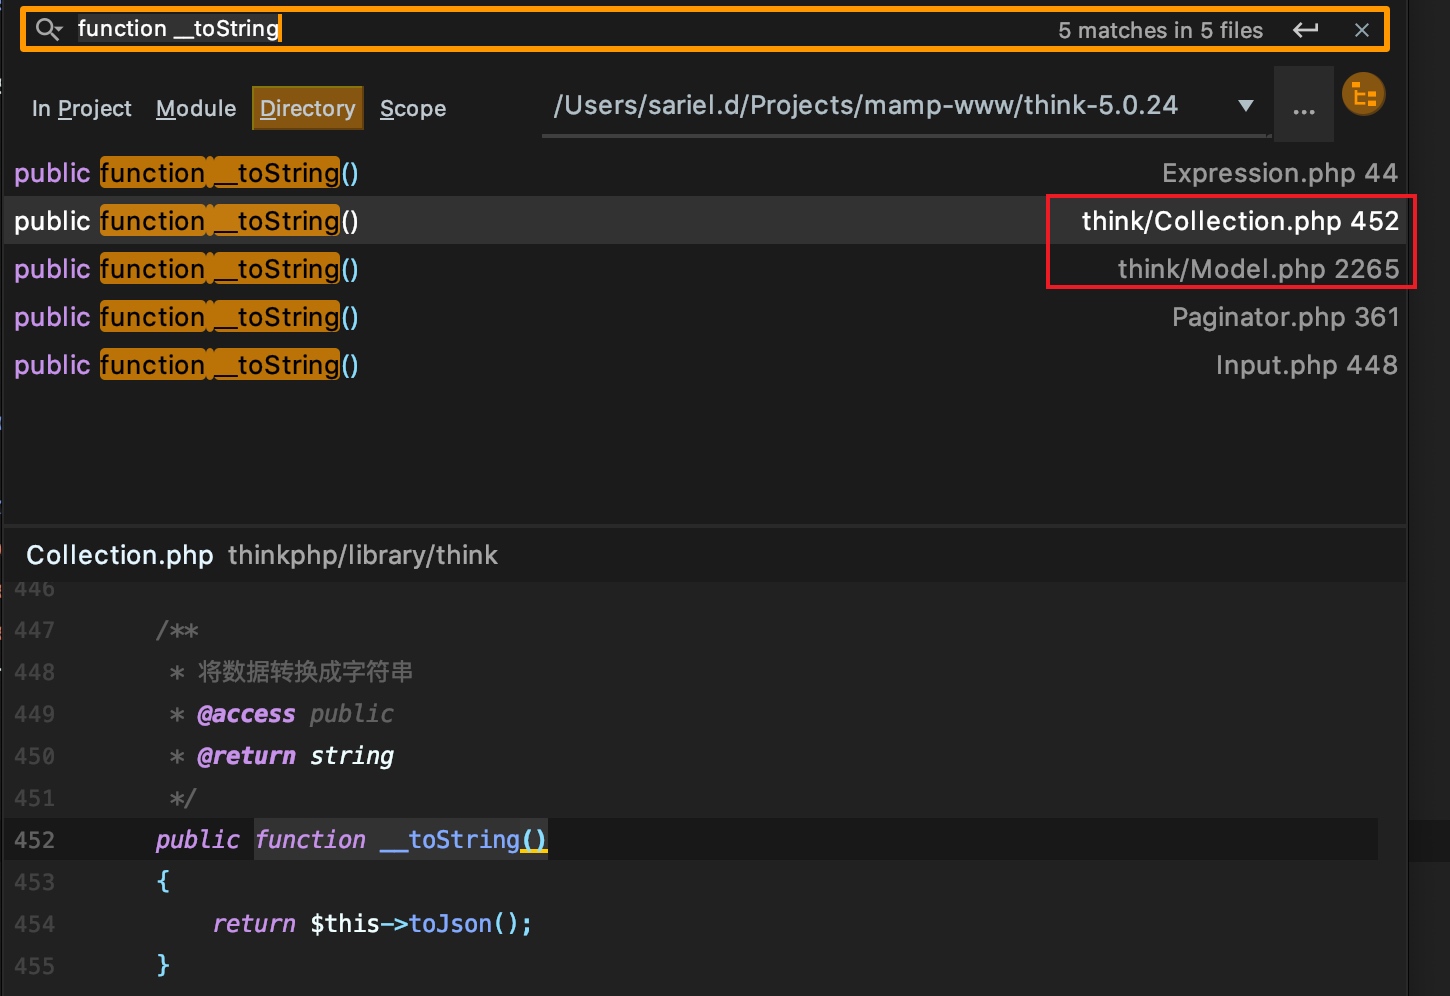 function __toString
5 matches in 5 files
In Project Module Directory Scope /Users/sariel.d/Projects/mamp-www/think-5.0.24 ...
public function __toString() Expression.php 44
public function __toString() think/Collection.php 452
public function __toString() think/Model.php 2265
public function __toString() Paginator.php 361
public function __toString() Input.php 448
Collection.php thinkphp/library/think
446
447 /**
448 * 将数据转换成字符串
449 * @access public
450 * @return string
451 */
452 public function __toString()
453 {
454 return $this->toJson();
455 }